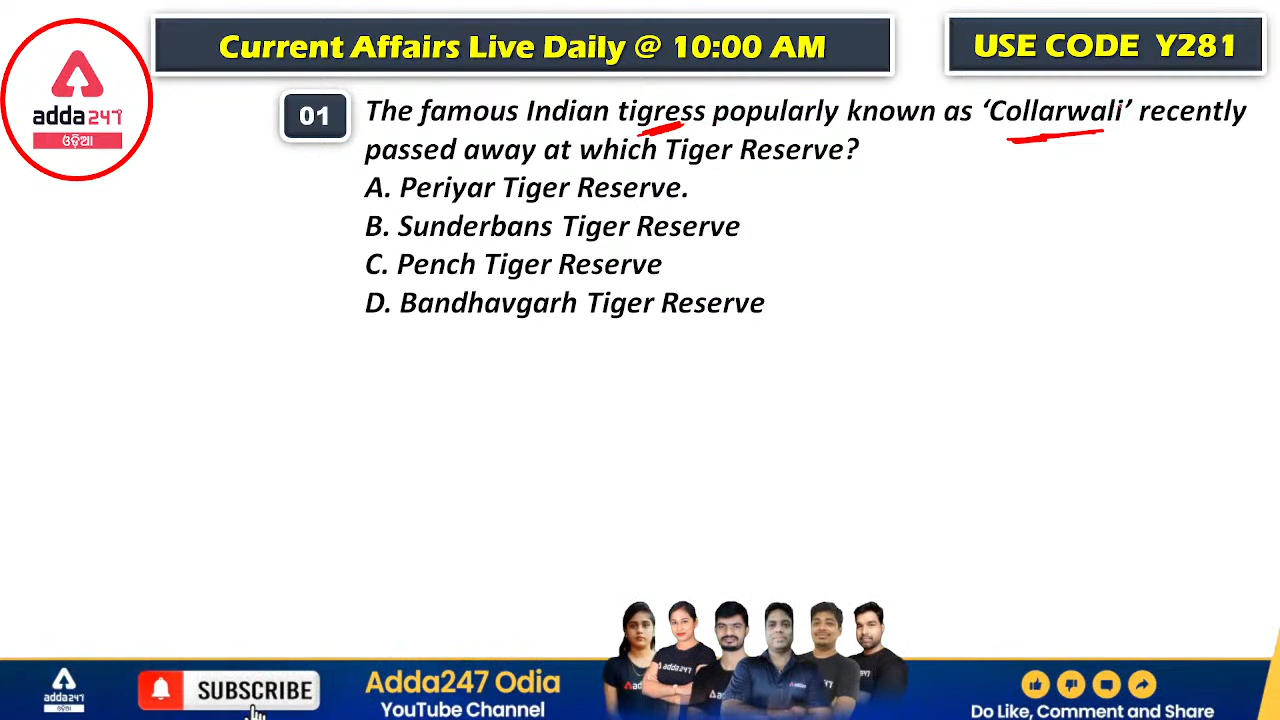 Current Affairs Live Daily @ 10:00 AM
USE CODE Y281
adda247
ଓଡ଼ିଆ
01
The famous Indian tigress popularly known as ‘Collarwali’ recently
passed away at which Tiger Reserve?
A. Periyar Tiger Reserve.
B. Sunderbans Tiger Reserve
C. Pench Tiger Reserve
D. Bandhavgarh Tiger Reserve
adda247
ଓଡ଼ିଆ
SUBSCRIBE
Adda247 Odia
YouTube Channel
adda247
Do Like, Comment and Share